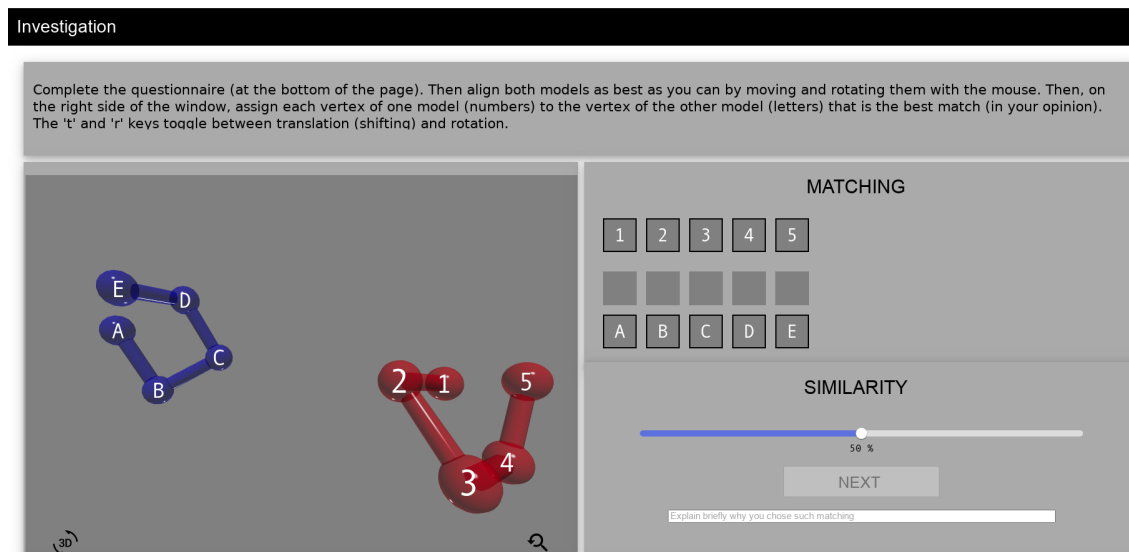 Investigation
Complete the questionnaire (at the bottom of the page). Then align both models as best as you can by moving and rotating them with the mouse. Then, on
the right side of the window, assign each vertex of one model (numbers) to the vertex of the other model (letters) that is the best match (in your opinion).
The 't' and 'r' keys toggle between translation (shifting) and rotation.
E
D
A
C
B
2
1
5
4
3
3D
MATCHING
1 2 3 4 5
A B C D E
SIMILARITY
50 %
NEXT
Explain briefly why you chose such matching